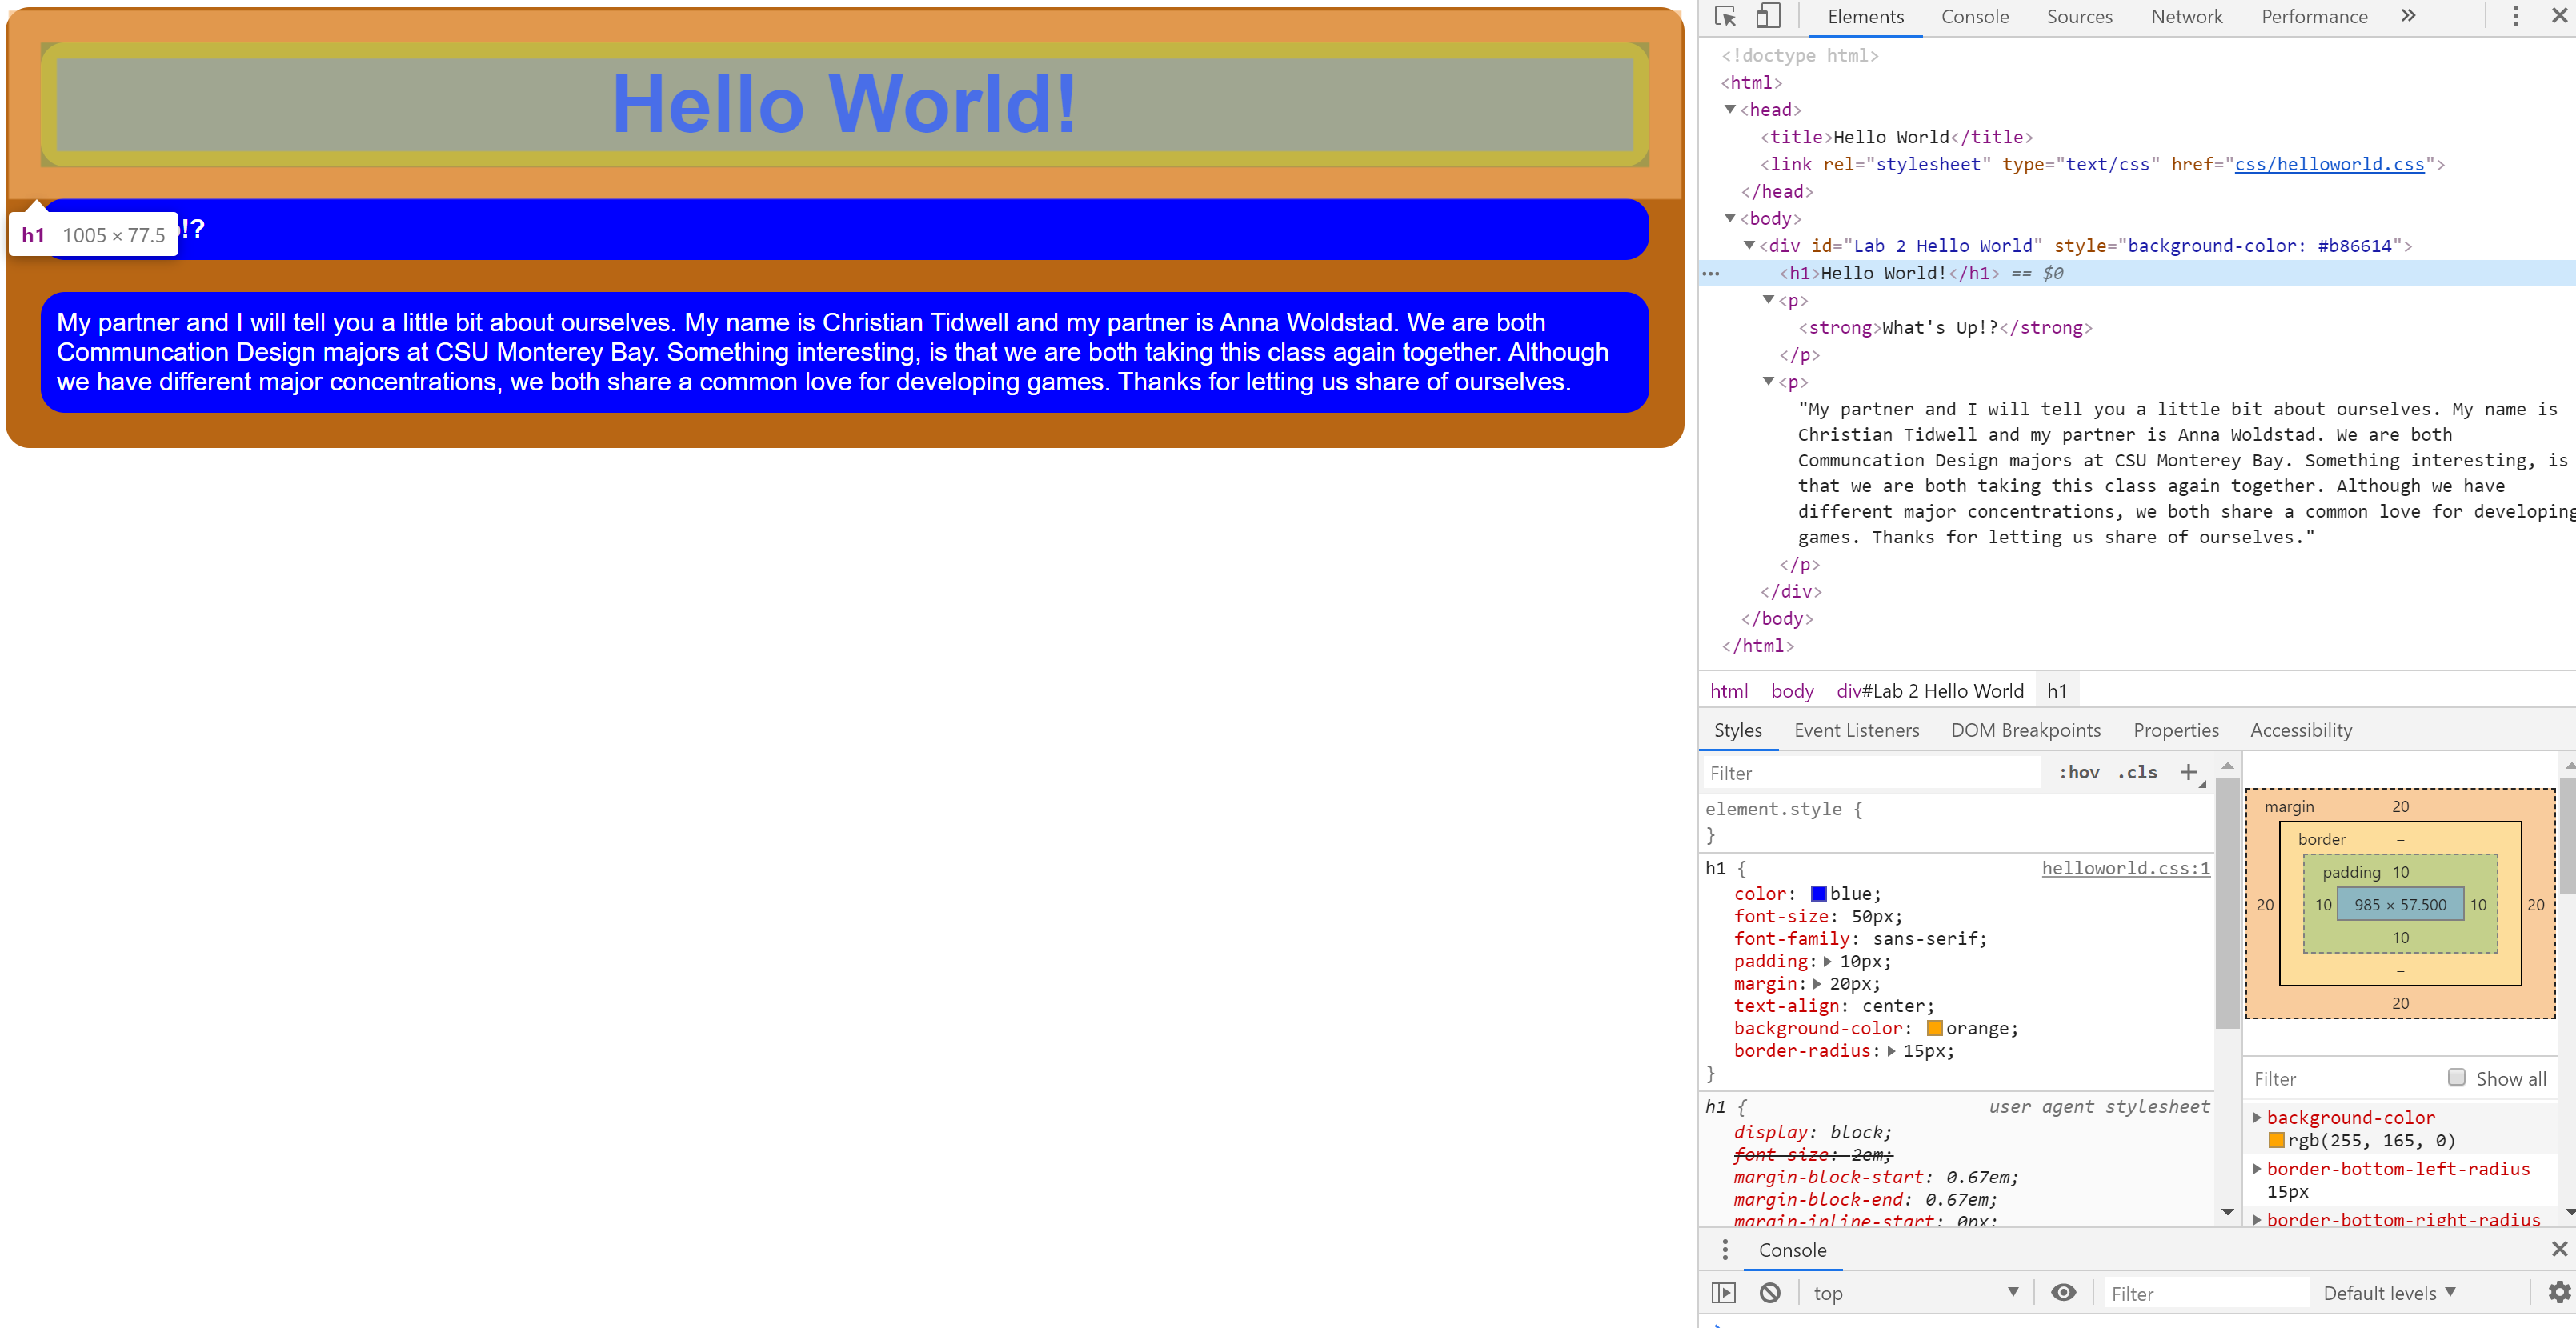 Hello World!
h1 1005 × 77.5
!?
My partner and I will tell you a little bit about ourselves. My name is Christian Tidwell and my partner is Anna Woldstad. We are both
Communcation Design majors at CSU Monterey Bay. Something interesting, is that we are both taking this class again together. Although
we have different major concentrations, we both share a common love for developing games. Thanks for letting us share of ourselves.
Elements Console Sources Network Performance »
<!doctype html>
<html>
<head>
<title>Hello World</title>
<link rel="stylesheet" type="text/css" href="css/helloworld.css">
</head>
<body>
<div id="Lab 2 Hello World" style="background-color: #b86614">
<h1>Hello World!</h1> == $0
<p>
<strong>What's Up!?</strong>
</p>
<p>
"My partner and I will tell you a little bit about ourselves. My name is
Christian Tidwell and my partner is Anna Woldstad. We are both
Communcation Design majors at CSU Monterey Bay. Something interesting, is
that we are both taking this class again together. Although we have
different major concentrations, we both share a common love for developing
games. Thanks for letting us share of ourselves."
</p>
</div>
</body>
</html>
html body div#Lab 2 Hello World h1
Styles Event Listeners DOM Breakpoints Properties Accessibility
Filter :hov .cls +
element.style {
}
h1 { helloworld.css:1
color: blue;
font-size: 50px;
font-family: sans-serif;
padding: 10px;
margin: 20px;
text-align: center;
background-color: orange;
border-radius: 15px;
}
h1 { user agent stylesheet
display: block;
font-size: 2em;
margin-block-start: 0.67em;
margin-block-end: 0.67em;
margin-inline-start: 0px;
margin 20
border –
padding 10
20 – 10 985 × 57.500 10 – 20
10
–
20
Filter Show all
background-color
rgb(255, 165, 0)
border-bottom-left-radius
15px
border-bottom-right-radius
Console
top Filter Default levels